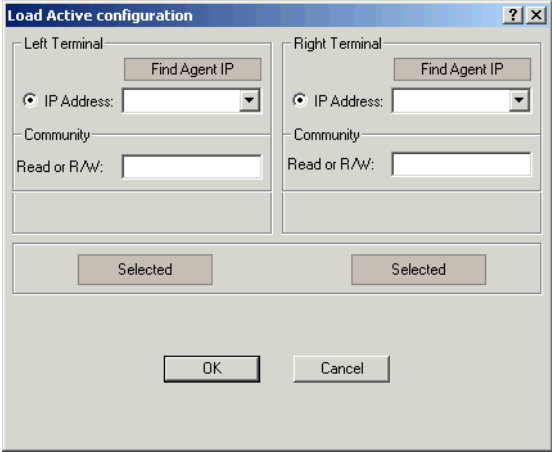 Load Active configuration
Left Terminal
Find Agent IP
IP Address:
Community
Read or R/W:
Right Terminal
Find Agent IP
IP Address:
Community
Read or R/W:
Selected
Selected
OK
Cancel